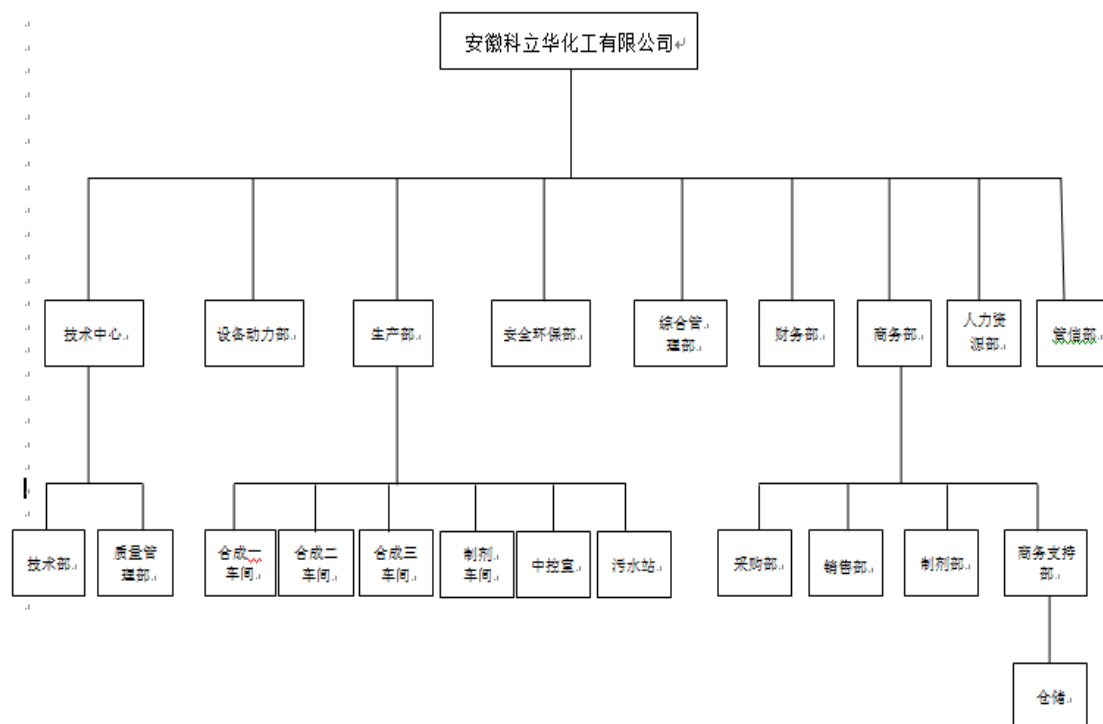 安徽科立华化工有限公司
技术中心
设备动力部
生产部
安全环保部
综合管
理部
财务部
商务部
人力资
源部
管信部
技术部
质量管
理部
合成一
车间
合成二
车间
合成三
车间
制剂
车间
中控室
污水站
采购部
销售部
制剂部
商务支持
部
仓储